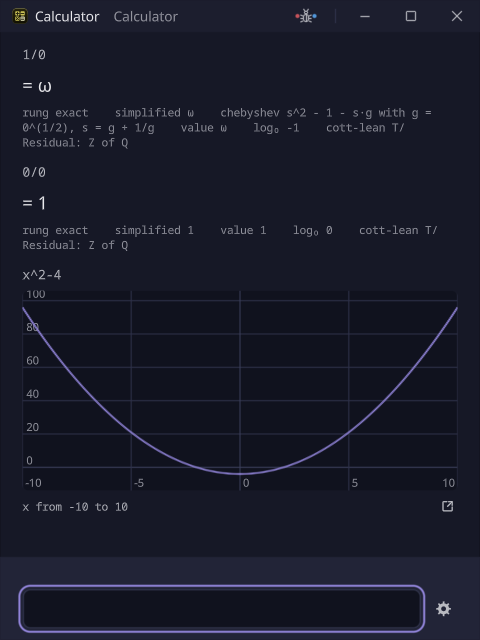 Calculator Calculator
1/0
= ω
rung exact simplified ω chebyshev s^2 - 1 - s·g with g =
0^(1/2), s = g + 1/g value ω log₀ -1 cott-lean T/
Residual: Z of Q
0/0
= 1
rung exact simplified 1 value 1 log₀ 0 cott-lean T/
Residual: Z of Q
x^2-4
100
80
60
40
20
0
-10 -5 0 5 10
x from -10 to 10